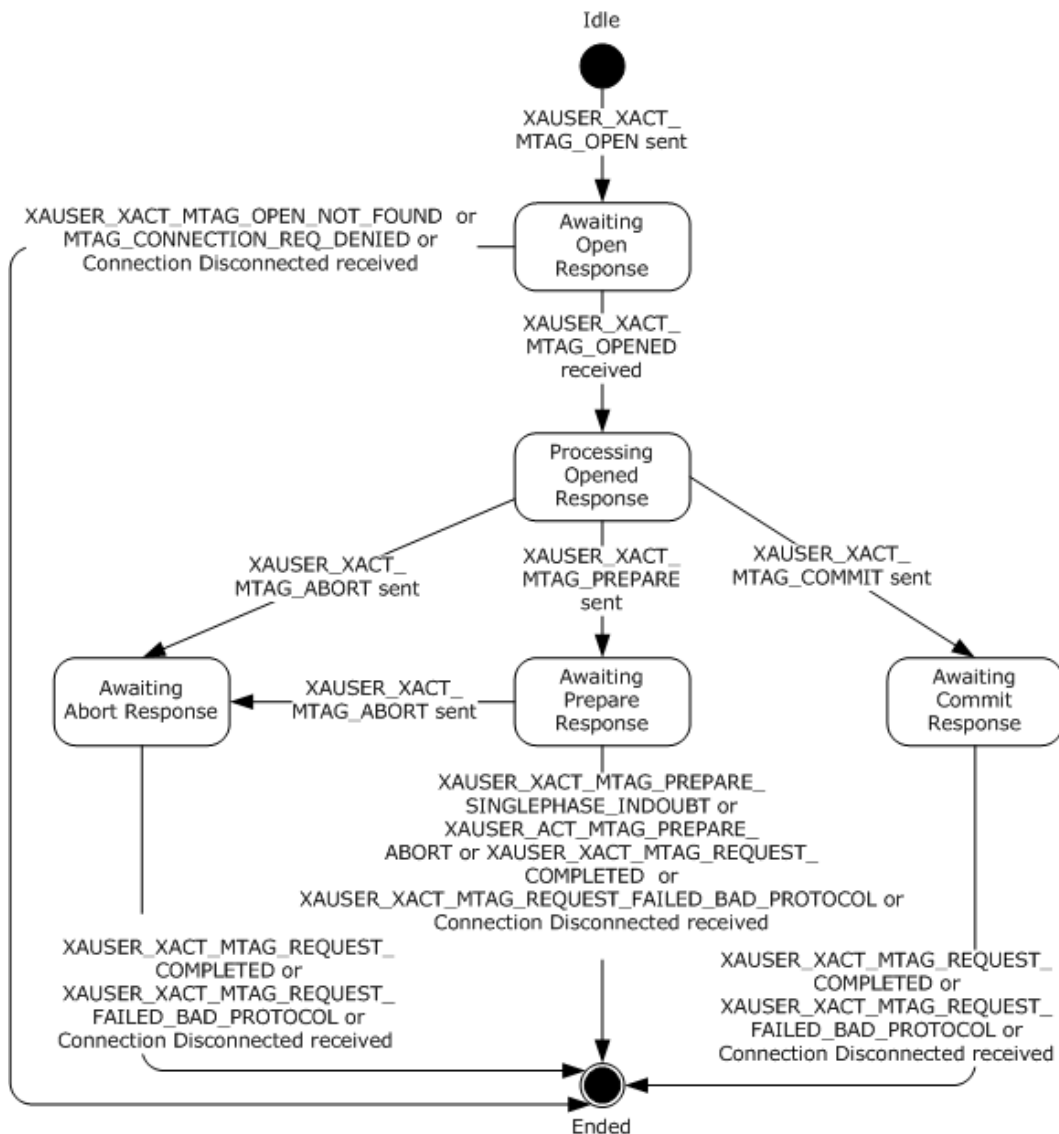 Idle
XAUSER_XACT_
MTAG_OPEN sent
XAUSER_XACT_MTAG_OPEN_NOT_FOUND or
MTAG_CONNECTION_REQ_DENIED or
Connection Disconnected received
Awaiting
Open
Response
XAUSER_XACT_
MTAG_OPENED
received
Processing
Opened
Response
XAUSER_XACT_
MTAG_ABORT sent
XAUSER_XACT_
MTAG_PREPARE
sent
XAUSER_XACT_
MTAG_COMMIT sent
Awaiting
Abort Response
XAUSER_XACT_
MTAG_ABORT sent
Awaiting
Prepare
Response
Awaiting
Commit
Response
XAUSER_XACT_MTAG_PREPARE_
SINGLEPHASE_INDOUBT or
XAUSER_ACT_MTAG_PREPARE_
ABORT or XAUSER_XACT_MTAG_REQUEST_
COMPLETED or
XAUSER_XACT_MTAG_REQUEST_FAILED_BAD_PROTOCOL or
Connection Disconnected received
XAUSER_XACT_MTAG_REQUEST_
COMPLETED or
XAUSER_XACT_MTAG_REQUEST_
FAILED_BAD_PROTOCOL or
Connection Disconnected received
XAUSER_XACT_MTAG_REQUEST_
COMPLETED or
XAUSER_XACT_MTAG_REQUEST_
FAILED_BAD_PROTOCOL or
Connection Disconnected received
Ended